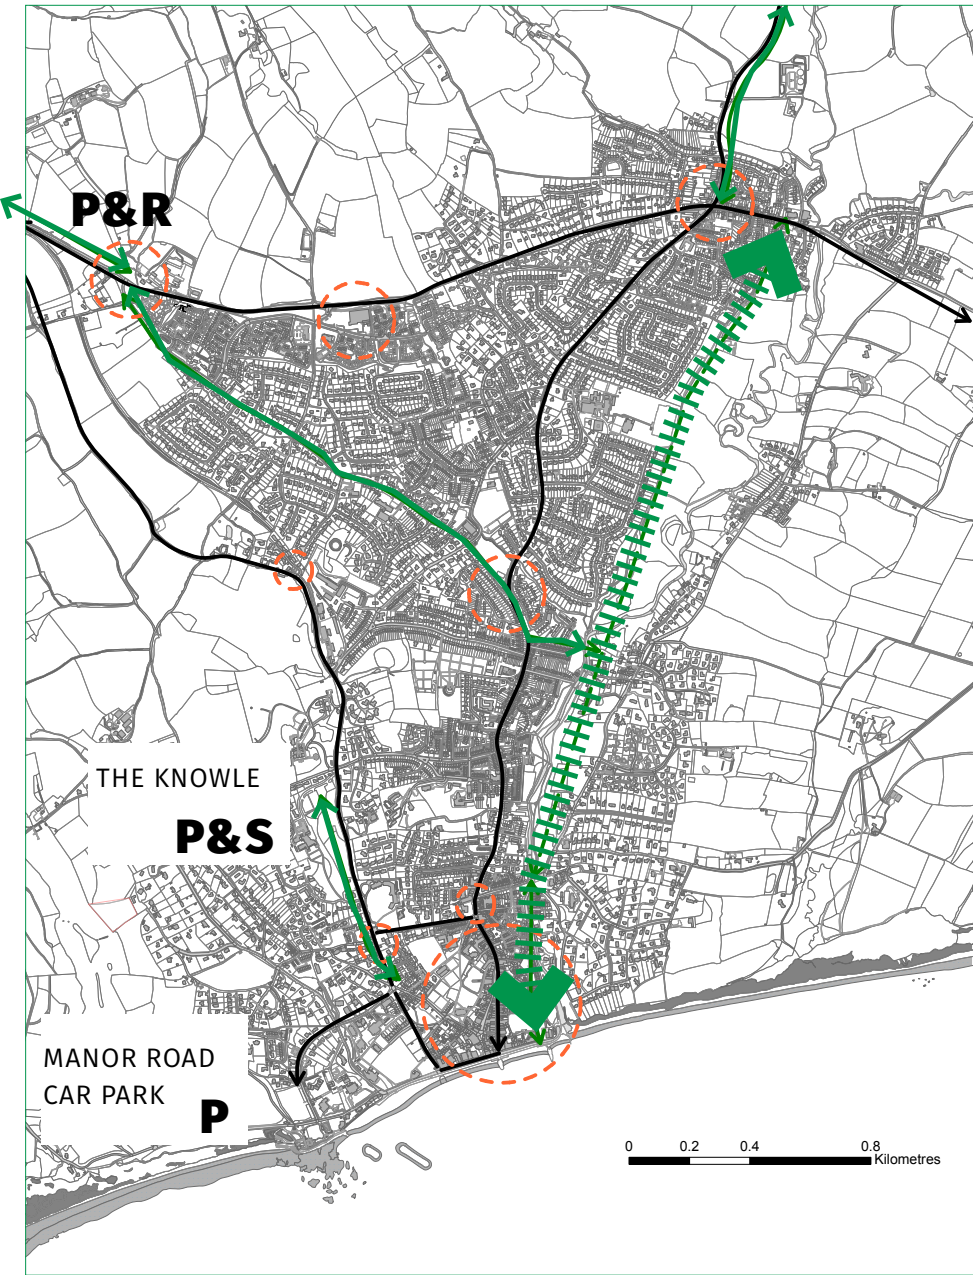 P&R
THE KNOWLE
P&S
MANOR ROAD
CAR PARK
P
0 0.2 0.4 0.8
Kilometres